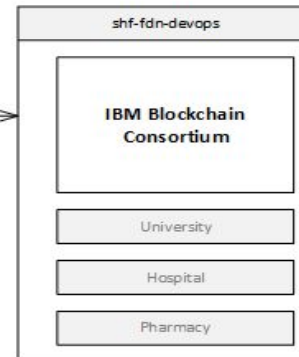 shf-fdn-devops
IBM Blockchain
Consortium
University
Hospital
Pharmacy